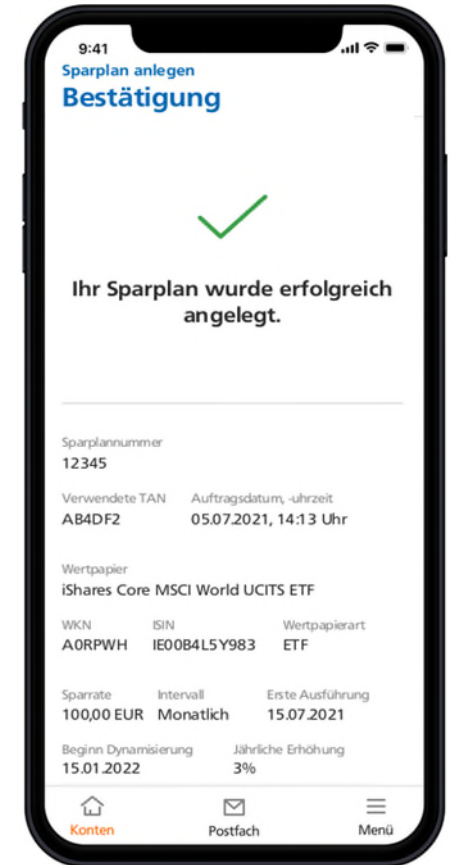 9:41
Sparplan anlegen
Bestätigung
Ihr Sparplan wurde erfolgreich
angelegt.
Sparplannummer
12345
Verwendete TAN Auftragsdatum, -uhrzeit
AB4DF2 05.07.2021, 14:13 Uhr
Wertpapier
iShares Core MSCI World UCITS ETF
WKN ISIN Wertpapierart
A0RPWH IE00B4L5Y983 ETF
Sparrate Intervall Erste Ausführung
100,00 EUR Monatlich 15.07.2021
Beginn Dynamisierung Jährliche Erhöhung
15.01.2022 3%
Konten Postfach Menü